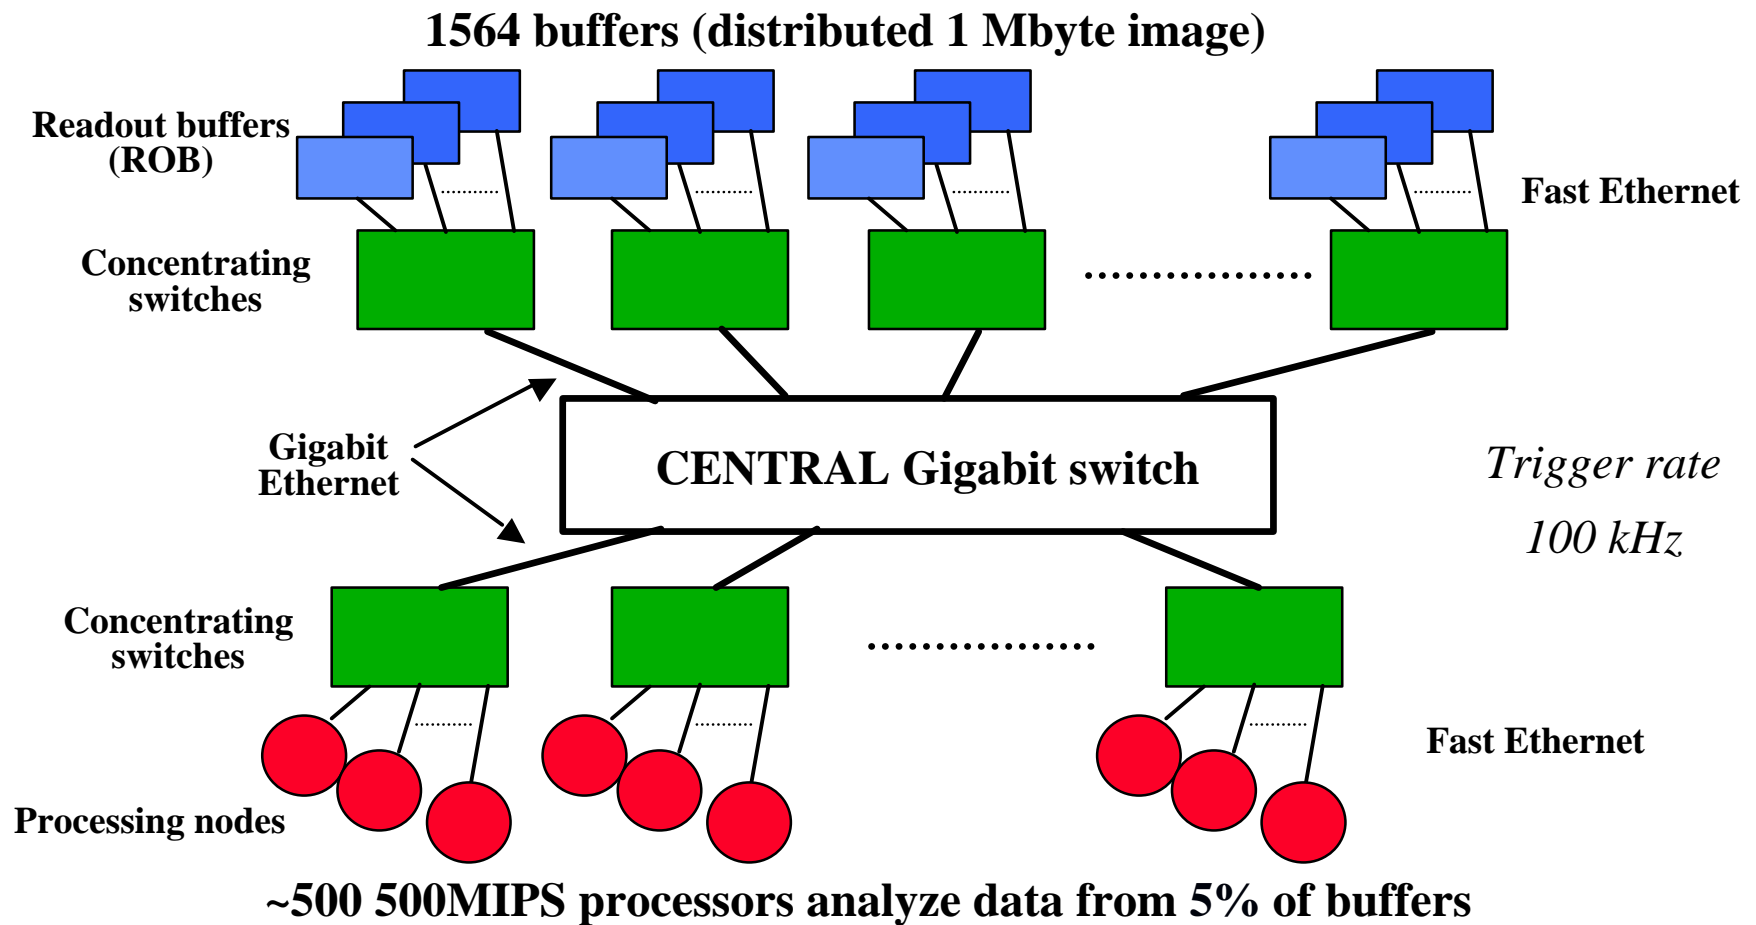 1564 buffers (distributed 1 Mbyte image)
Readout buffers
(ROB)
Fast Ethernet
Concentrating
switches
Gigabit
Ethernet
CENTRAL Gigabit switch
Trigger rate
100 kHz
Concentrating
switches
Fast Ethernet
Processing nodes
~500 500MIPS processors analyze data from 5% of buffers